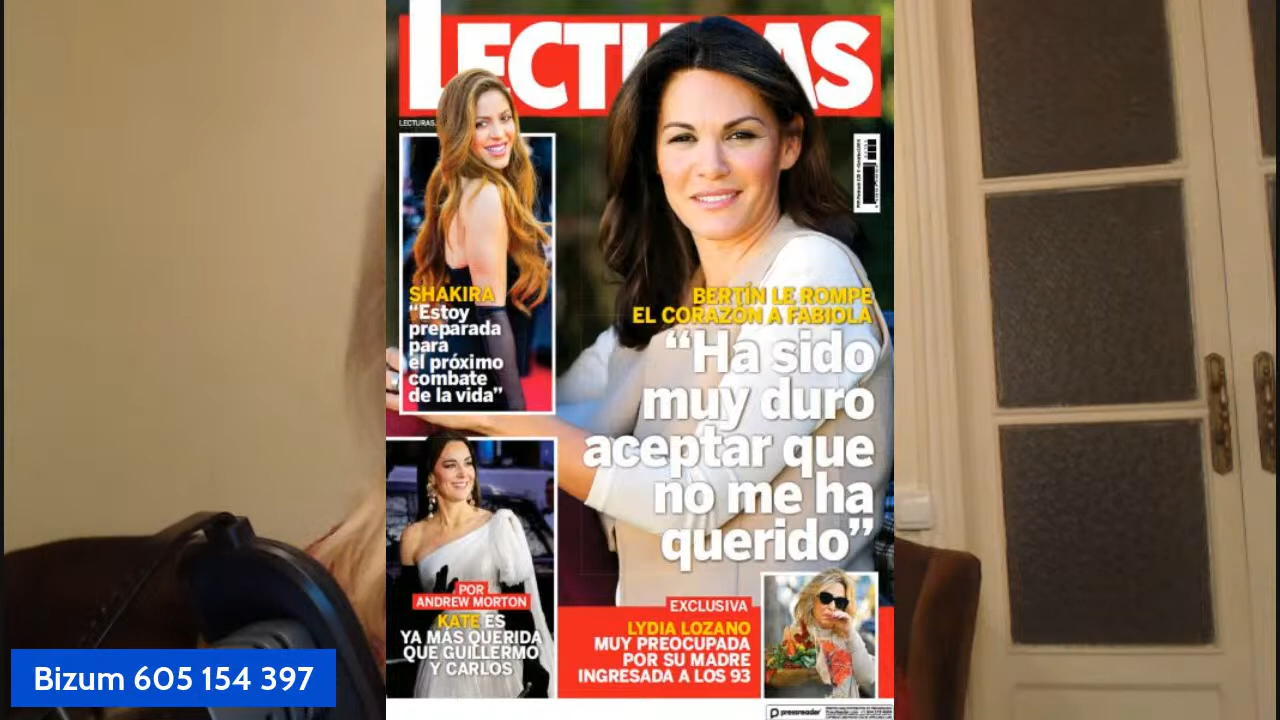 LECTURAS
LECTURAS.
SHAKIRA
“Estoy
preparada
para
el próximo
combate
de la vida”
BERTÍN LE ROMPE
EL CORAZÓN A FABIOLA
“Ha sido
muy duro
aceptar que
no me ha
querido”
POR
ANDREW MORTON
KATE ES
YA MÁS QUERIDA
QUE GUILLERMO
Y CARLOS
EXCLUSIVA
LYDIA LOZANO
MUY PREOCUPADA
POR SU MADRE
INGRESADA A LOS 93
Bizum 605 154 397
pressreader